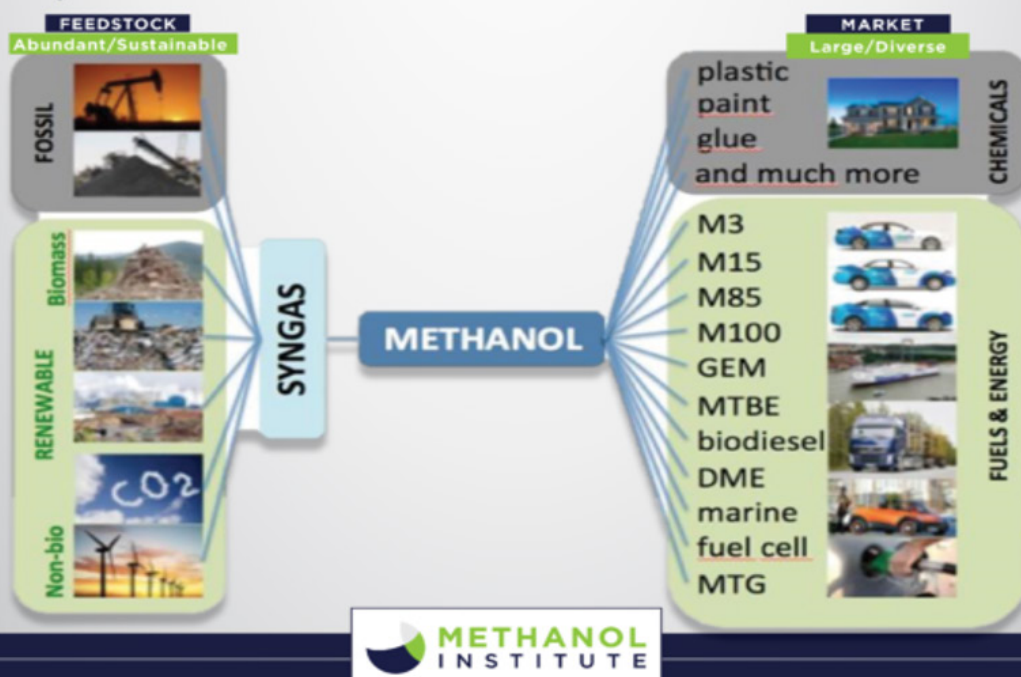 FEEDSTOCK
Abundant/Sustainable
FOSSIL
Biomass
RENEWABLE
CO2
Non-bio
SYNGAS
METHANOL
MARKET
Large/Diverse
plastic
paint
glue
and much more
CHEMICALS
M3
M15
M85
M100
GEM
MTBE
biodiesel
DME
marine
fuel cell
MTG
FUELS & ENERGY
METHANOL
INSTITUTE